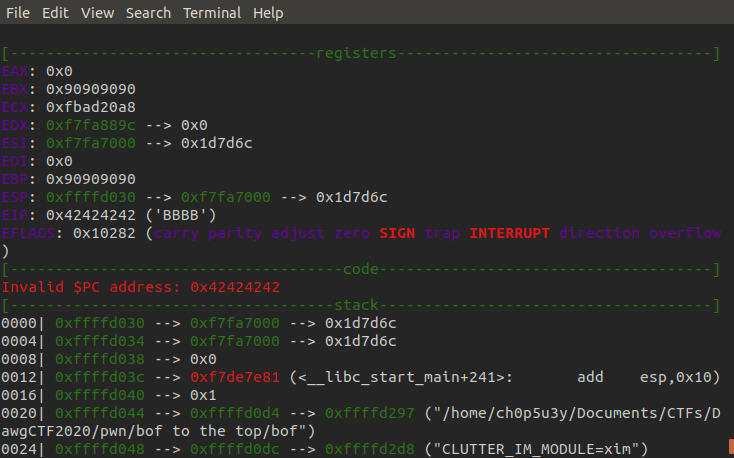 File Edit View Search Terminal Help
[----------------------------------registers-----------------------------------]
EAX: 0x0
EBX: 0x90909090
ECX: 0xfbad20a8
EDX: 0xf7fa889c --> 0x0
ESI: 0xf7fa7000 --> 0x1d7d6c
EDI: 0x0
EBP: 0x90909090
ESP: 0xffffd030 --> 0xf7fa7000 --> 0x1d7d6c
EIP: 0x42424242 ('BBBB')
EFLAGS: 0x10282 (carry parity adjust zero SIGN trap INTERRUPT direction overflow
)
[-------------------------------------code-------------------------------------]
Invalid $PC address: 0x42424242
[------------------------------------stack-------------------------------------]
0000| 0xffffd030 --> 0xf7fa7000 --> 0x1d7d6c
0004| 0xffffd034 --> 0xf7fa7000 --> 0x1d7d6c
0008| 0xffffd038 --> 0x0
0012| 0xffffd03c --> 0xf7de7e81 (<__libc_start_main+241>:	add    esp,0x10)
0016| 0xffffd040 --> 0x1
0020| 0xffffd044 --> 0xffffd0d4 --> 0xffffd297 ("/home/ch0p5u3y/Documents/CTFs/D
awgCTF2020/pwn/bof to the top/bof")
0024| 0xffffd048 --> 0xffffd0dc --> 0xffffd2d8 ("CLUTTER_IM_MODULE=xim")